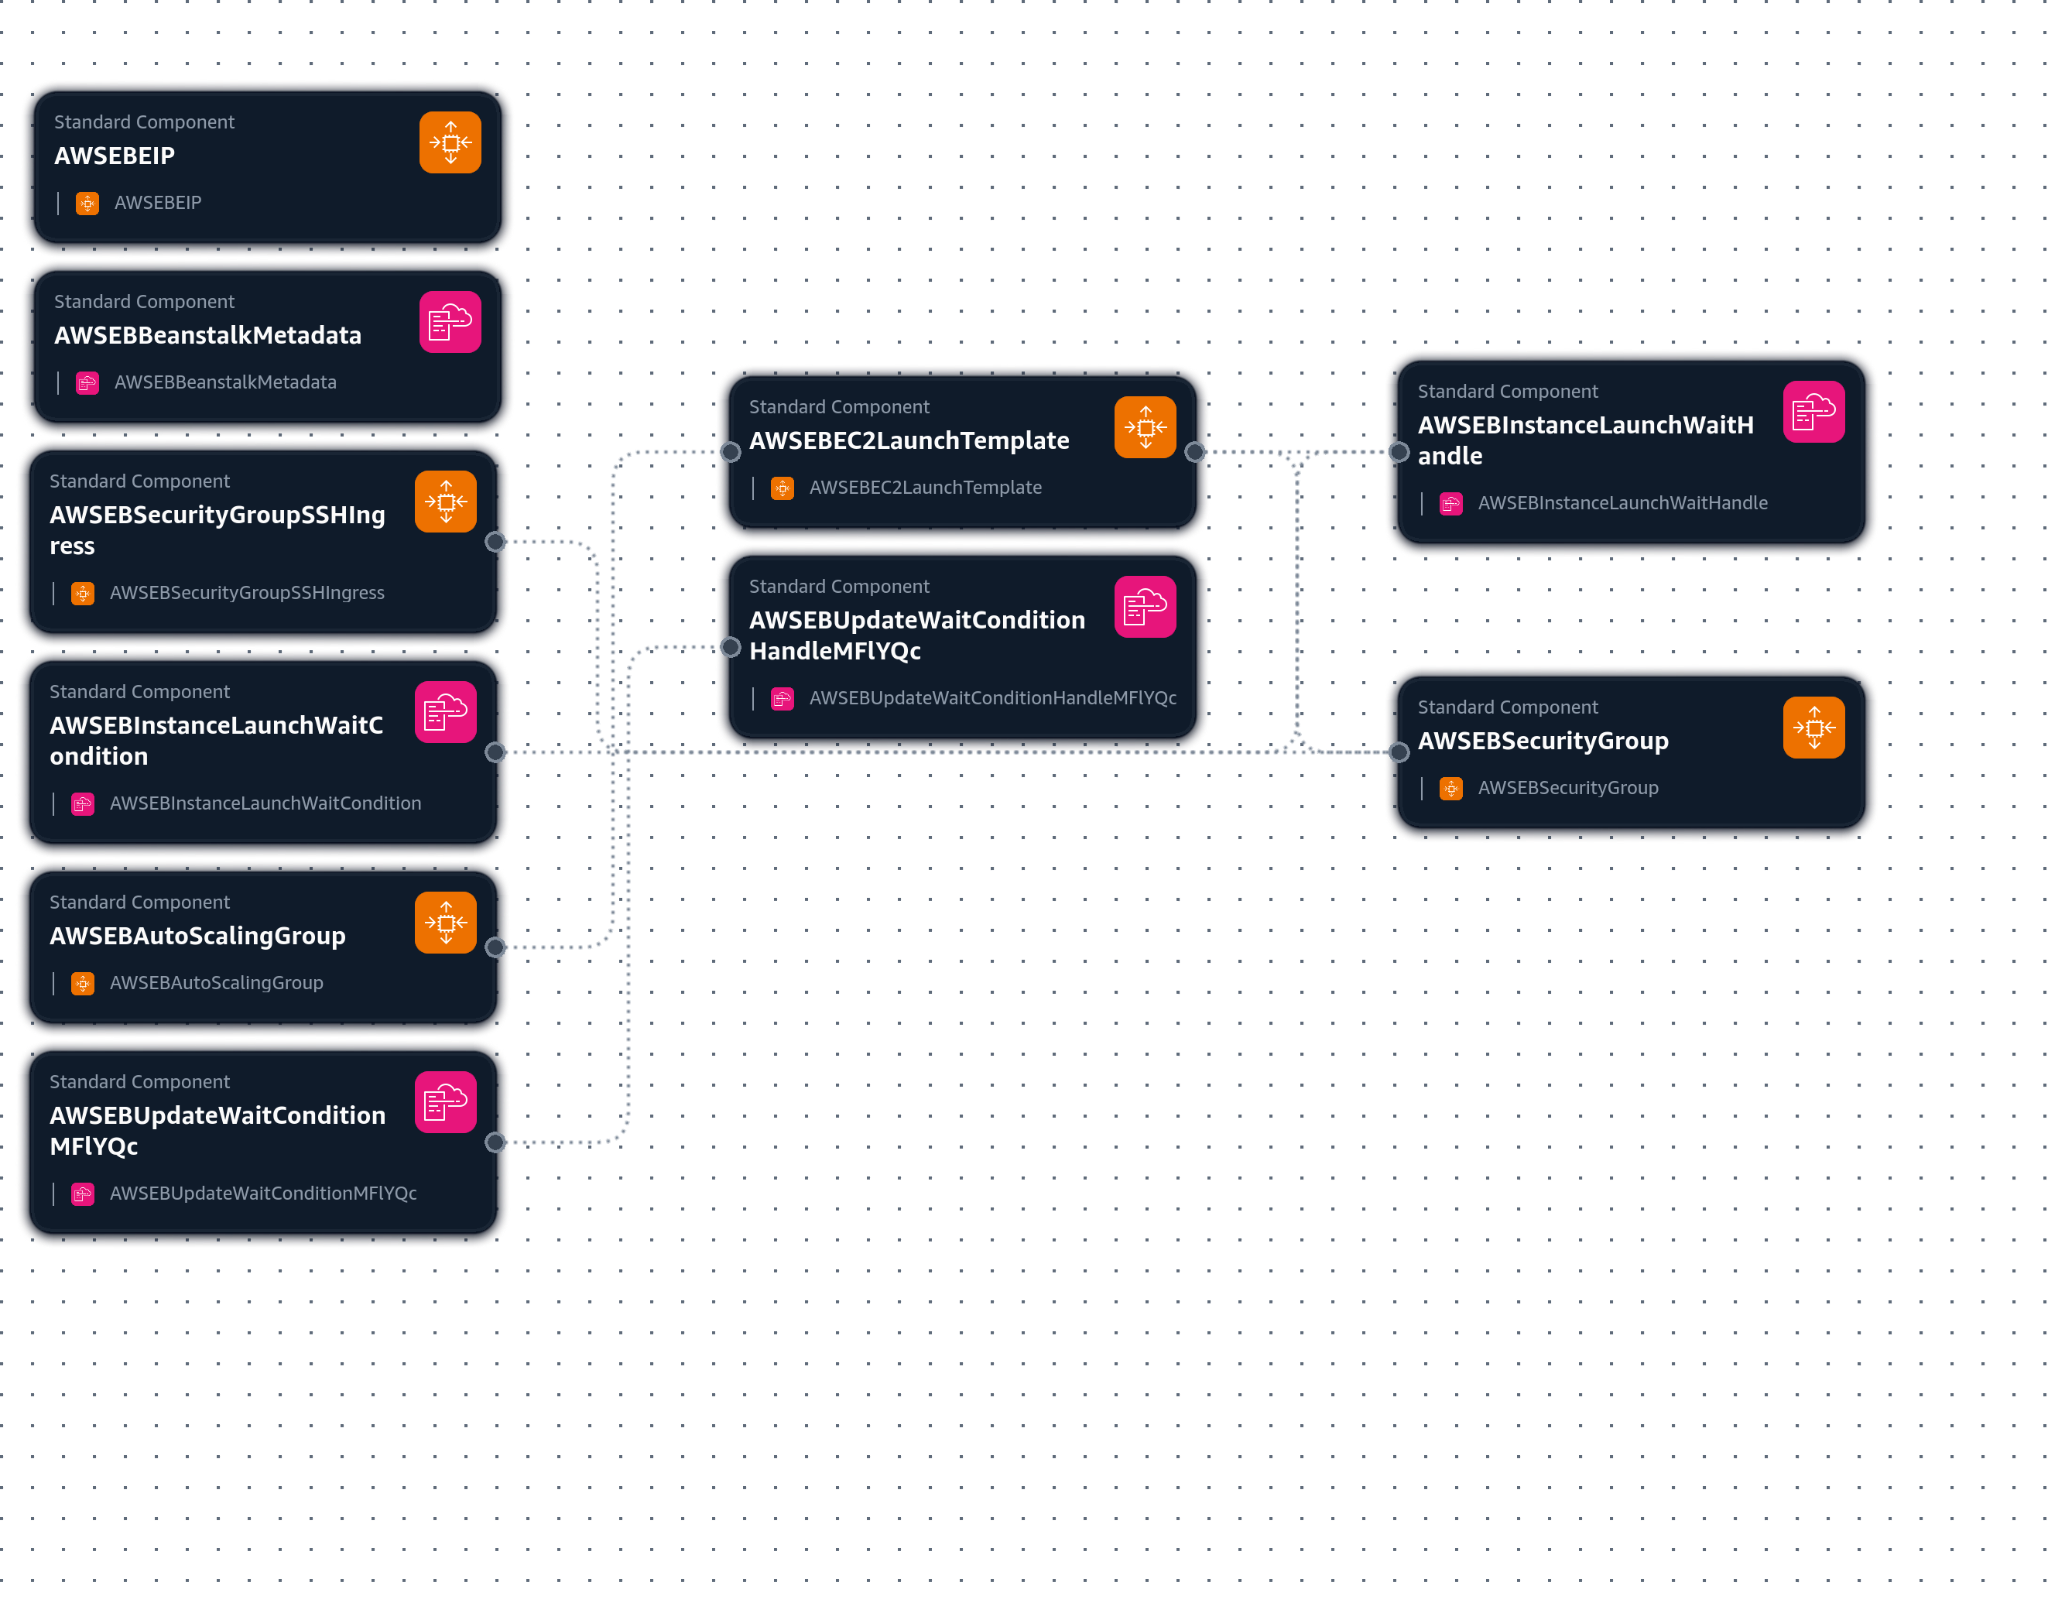 Standard Component
AWSEBEIP
AWSEBEIP
Standard Component
AWSEBBeanstalkMetadata
AWSEBBeanstalkMetadata
Standard Component
AWSEBSecurityGroupSSHIng
ress
AWSEBSecurityGroupSSHIngress
Standard Component
AWSEBInstanceLaunchWaitC
ondition
AWSEBInstanceLaunchWaitCondition
Standard Component
AWSEBAutoScalingGroup
AWSEBAutoScalingGroup
Standard Component
AWSEBUpdateWaitCondition
MFlYQc
AWSEBUpdateWaitConditionMFlYQc
Standard Component
AWSEBEC2LaunchTemplate
AWSEBEC2LaunchTemplate
Standard Component
AWSEBUpdateWaitCondition
HandleMFlYQc
AWSEBUpdateWaitConditionHandleMFlYQc
Standard Component
AWSEBInstanceLaunchWaitH
andle
AWSEBInstanceLaunchWaitHandle
Standard Component
AWSEBSecurityGroup
AWSEBSecurityGroup